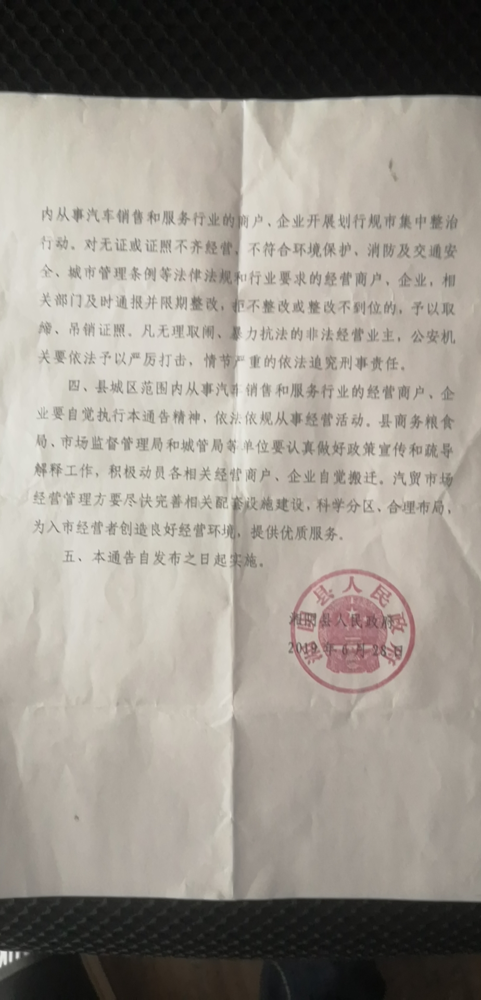 内从事汽车销售和服务行业的商户、企业开展划行规市集中整治
行动。对无证或证照不齐经营、不符合环境保护、消防及交通安
全、城市管理条例等法律法规和行业要求的经营商户、企业，相
关部门及时通报并限期整改，拒不整改或整改不到位的，予以取
缔、吊销证照。凡无理取闹、暴力抗法的非法经营业主，公安机
关要依法予以严厉打击，情节严重的依法追究刑事责任。
四、县城区范围内从事汽车销售和服务行业的经营商户、企
业要自觉执行本通告精神，依法依规从事经营活动。县商务粮食
局、市场监督管理局和城管局等单位要认真做好政策宣传和疏导
解释工作，积极动员各相关经营商户、企业自觉搬迁。汽贸市场
经营管理方要尽快完善相关配套设施建设，科学分区、合理布局，
为入市经营者创造良好经营环境，提供优质服务。
五、本通告自发布之日起实施。
湘阴县人民政府
湘阴县人民政府
2019年6月28日